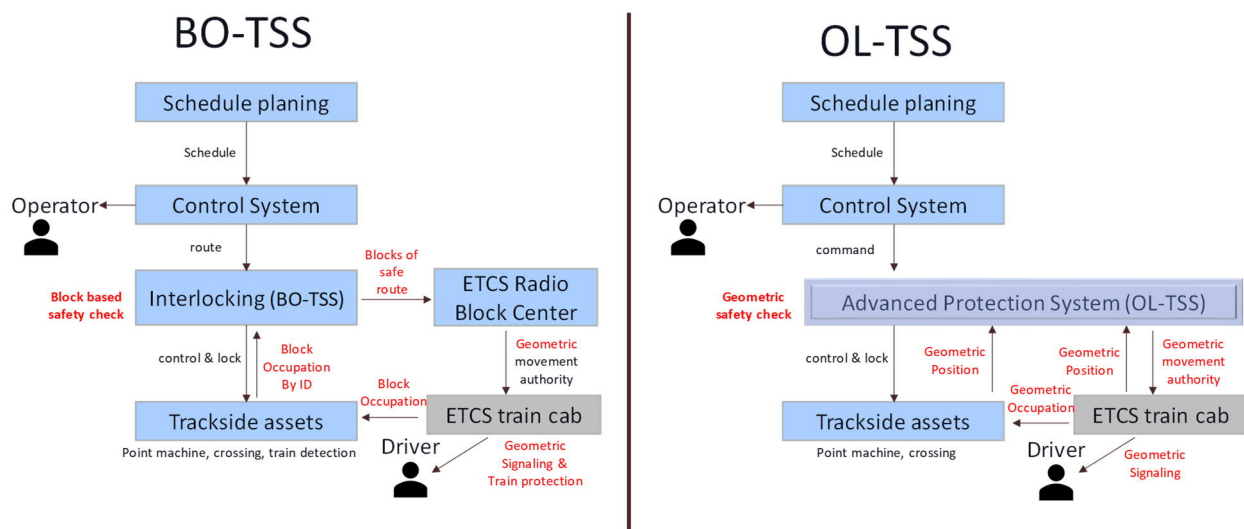 BO-TSS
Schedule planing
Schedule
Operator
Control System
route
Blocks of
safe
route
Block based
safety check
Interlocking (BO-TSS)
ETCS Radio
Block Center
control & lock
Block
Occupation
By ID
Geometric
movement
authority
Block
Occupation
Trackside assets
ETCS train cab
Point machine, crossing, train detection
Driver
Geometric
Signaling &
Train protection
OL-TSS
Schedule planing
Schedule
Operator
Control System
command
Geometric
safety check
Advanced Protection System (OL-TSS)
control & lock
Geometric
Position
Geometric
Position
Geometric
movement
authority
Geometric
Occupation
Trackside assets
ETCS train cab
Point machine, crossing
Driver
Geometric
Signaling